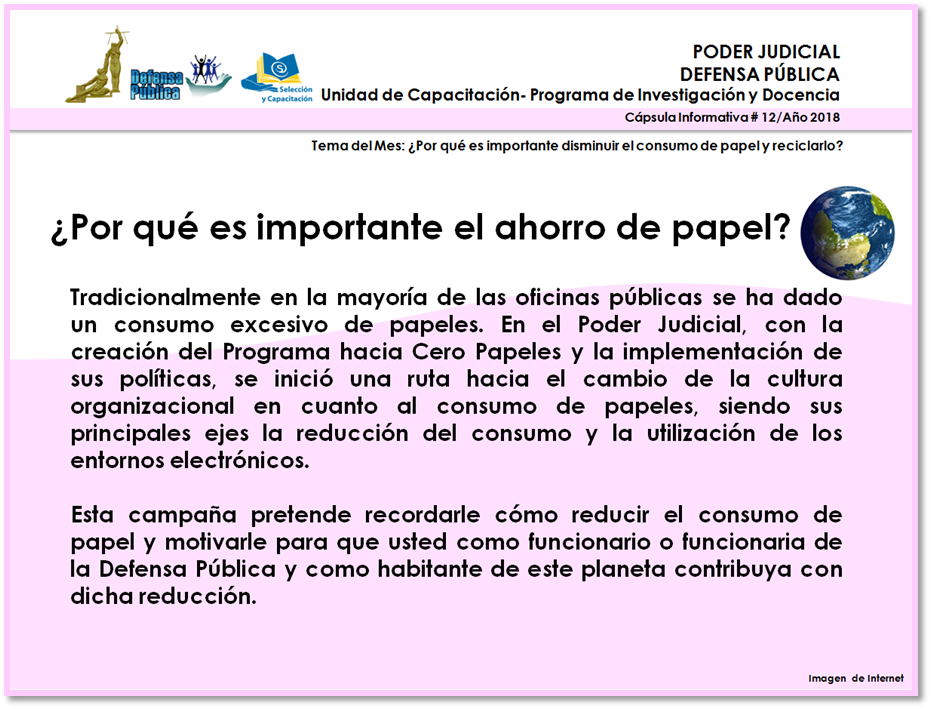 Defensa
Pública
Selección
y Capacitación
PODER JUDICIAL
DEFENSA PÚBLICA
Unidad de Capacitación- Programa de Investigación y Docencia
Cápsula Informativa # 12/Año 2018
Tema del Mes: ¿Por qué es importante disminuir el consumo de papel y reciclarlo?
¿Por qué es importante el ahorro de papel?
Tradicionalmente en la mayoría de las oficinas públicas se ha dado
un consumo excesivo de papeles. En el Poder Judicial, con la
creación del Programa hacia Cero Papeles y la implementación de
sus políticas, se inició una ruta hacia el cambio de la cultura
organizacional en cuanto al consumo de papeles, siendo sus
principales ejes la reducción del consumo y la utilización de los
entornos electrónicos.
Esta campaña pretende recordarle cómo reducir el consumo de
papel y motivarle para que usted como funcionario o funcionaria de
la Defensa Pública y como habitante de este planeta contribuya con
dicha reducción.
Imagen de Internet